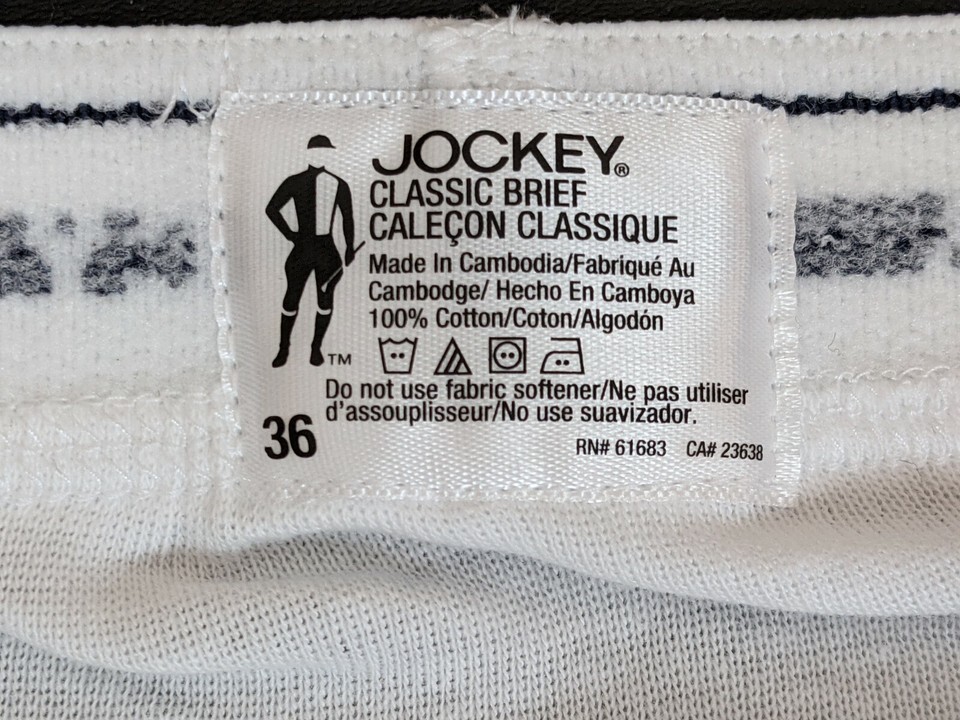 JOCKEY®
CLASSIC BRIEF
CALEÇON CLASSIQUE
Made In Cambodia/Fabriqué Au
Cambodge/ Hecho En Camboya
100% Cotton/Coton/Algodón
TM
Do not use fabric softener/Ne pas utiliser
d'assouplisseur/No use suavizador.
36
RN# 61683 CA# 23638